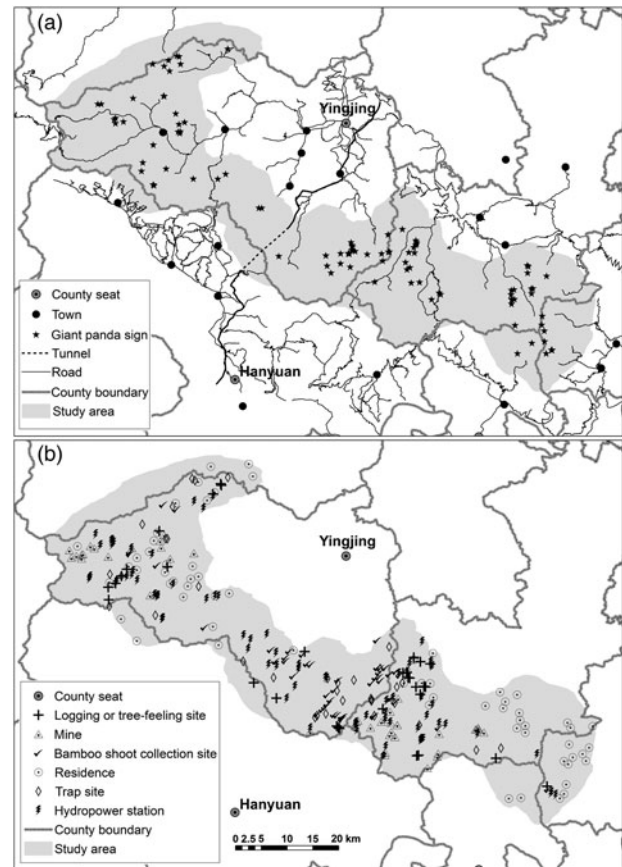 (a)
Yingjing
County seat
Town
Giant panda sign
Tunnel
Road
County boundary
Study area
Hanyuan
(b)
Yingjing
County seat
Logging or tree-feeling site
Mine
Bamboo shoot collection site
Residence
Trap site
Hydropower station
County boundary
Study area
Hanyuan
0 2.5 5 10 15 20 km